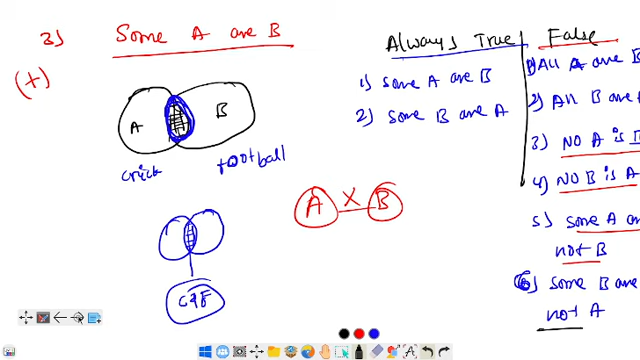 3) Some A are B
(+)
A
B
crick
football
C & F
A X B
Always True
1) Some A are B
2) Some B are A
False
1) All A are B
2) All B are A
3) NO A is B
4) NO B is A
5) Some A are
not B
6) Some B are
not A